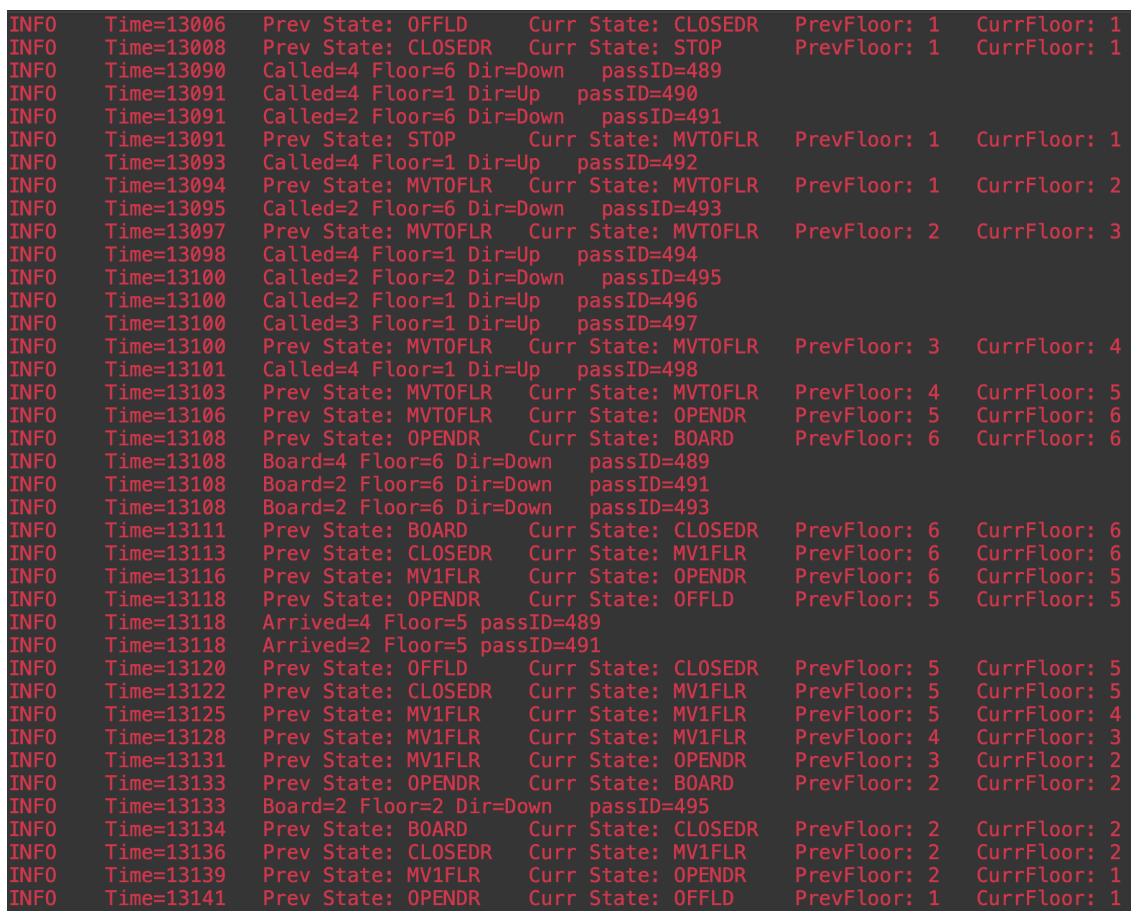 INFO Time=13006 Prev State: OFFLD Curr State: CLOSEDR PrevFloor: 1 CurrFloor: 1
INFO Time=13008 Prev State: CLOSEDR Curr State: STOP PrevFloor: 1 CurrFloor: 1
INFO Time=13090 Called=4 Floor=6 Dir=Down passID=489
INFO Time=13091 Called=4 Floor=1 Dir=Up passID=490
INFO Time=13091 Called=2 Floor=6 Dir=Down passID=491
INFO Time=13091 Prev State: STOP Curr State: MVTOFLR PrevFloor: 1 CurrFloor: 1
INFO Time=13093 Called=4 Floor=1 Dir=Up passID=492
INFO Time=13094 Prev State: MVTOFLR Curr State: MVTOFLR PrevFloor: 1 CurrFloor: 2
INFO Time=13095 Called=2 Floor=6 Dir=Down passID=493
INFO Time=13097 Prev State: MVTOFLR Curr State: MVTOFLR PrevFloor: 2 CurrFloor: 3
INFO Time=13098 Called=4 Floor=1 Dir=Up passID=494
INFO Time=13100 Called=2 Floor=2 Dir=Down passID=495
INFO Time=13100 Called=2 Floor=1 Dir=Up passID=496
INFO Time=13100 Called=3 Floor=1 Dir=Up passID=497
INFO Time=13100 Prev State: MVTOFLR Curr State: MVTOFLR PrevFloor: 3 CurrFloor: 4
INFO Time=13101 Called=4 Floor=1 Dir=Up passID=498
INFO Time=13103 Prev State: MVTOFLR Curr State: MVTOFLR PrevFloor: 4 CurrFloor: 5
INFO Time=13106 Prev State: MVTOFLR Curr State: OPENDR PrevFloor: 5 CurrFloor: 6
INFO Time=13108 Prev State: OPENDR Curr State: BOARD PrevFloor: 6 CurrFloor: 6
INFO Time=13108 Board=4 Floor=6 Dir=Down passID=489
INFO Time=13108 Board=2 Floor=6 Dir=Down passID=491
INFO Time=13108 Board=2 Floor=6 Dir=Down passID=493
INFO Time=13111 Prev State: BOARD Curr State: CLOSEDR PrevFloor: 6 CurrFloor: 6
INFO Time=13113 Prev State: CLOSEDR Curr State: MV1FLR PrevFloor: 6 CurrFloor: 6
INFO Time=13116 Prev State: MV1FLR Curr State: OPENDR PrevFloor: 6 CurrFloor: 5
INFO Time=13118 Prev State: OPENDR Curr State: OFFLD PrevFloor: 5 CurrFloor: 5
INFO Time=13118 Arrived=4 Floor=5 passID=489
INFO Time=13118 Arrived=2 Floor=5 passID=491
INFO Time=13120 Prev State: OFFLD Curr State: CLOSEDR PrevFloor: 5 CurrFloor: 5
INFO Time=13122 Prev State: CLOSEDR Curr State: MV1FLR PrevFloor: 5 CurrFloor: 5
INFO Time=13125 Prev State: MV1FLR Curr State: MV1FLR PrevFloor: 5 CurrFloor: 4
INFO Time=13128 Prev State: MV1FLR Curr State: MV1FLR PrevFloor: 4 CurrFloor: 3
INFO Time=13131 Prev State: MV1FLR Curr State: OPENDR PrevFloor: 3 CurrFloor: 2
INFO Time=13133 Prev State: OPENDR Curr State: BOARD PrevFloor: 2 CurrFloor: 2
INFO Time=13133 Board=2 Floor=2 Dir=Down passID=495
INFO Time=13134 Prev State: BOARD Curr State: CLOSEDR PrevFloor: 2 CurrFloor: 2
INFO Time=13136 Prev State: CLOSEDR Curr State: MV1FLR PrevFloor: 2 CurrFloor: 2
INFO Time=13139 Prev State: MV1FLR Curr State: OPENDR PrevFloor: 2 CurrFloor: 1
INFO Time=13141 Prev State: OPENDR Curr State: OFFLD PrevFloor: 1 CurrFloor: 1